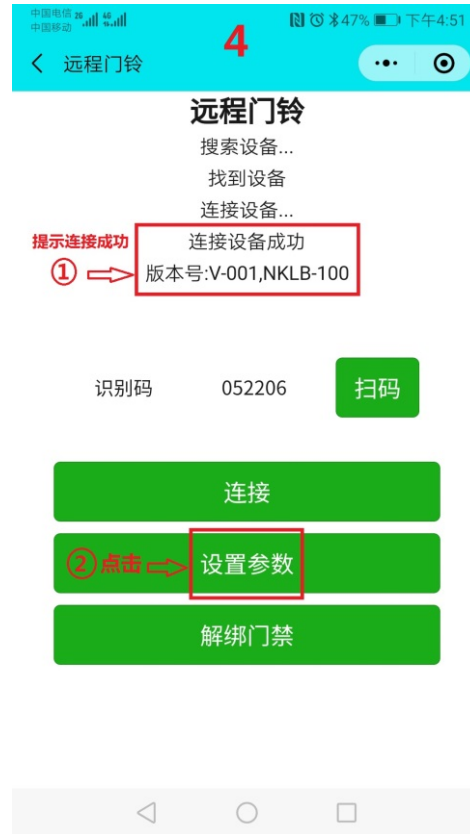 中国电信 2G 4G
中国移动
47% 下午4:51
4
远程门铃
远程门铃
搜索设备...
找到设备
连接设备...
提示连接成功
连接设备成功
① 版本号:V-001,NKLB-100
识别码 052206 扫码
连接
②点击 设置参数
解绑门禁